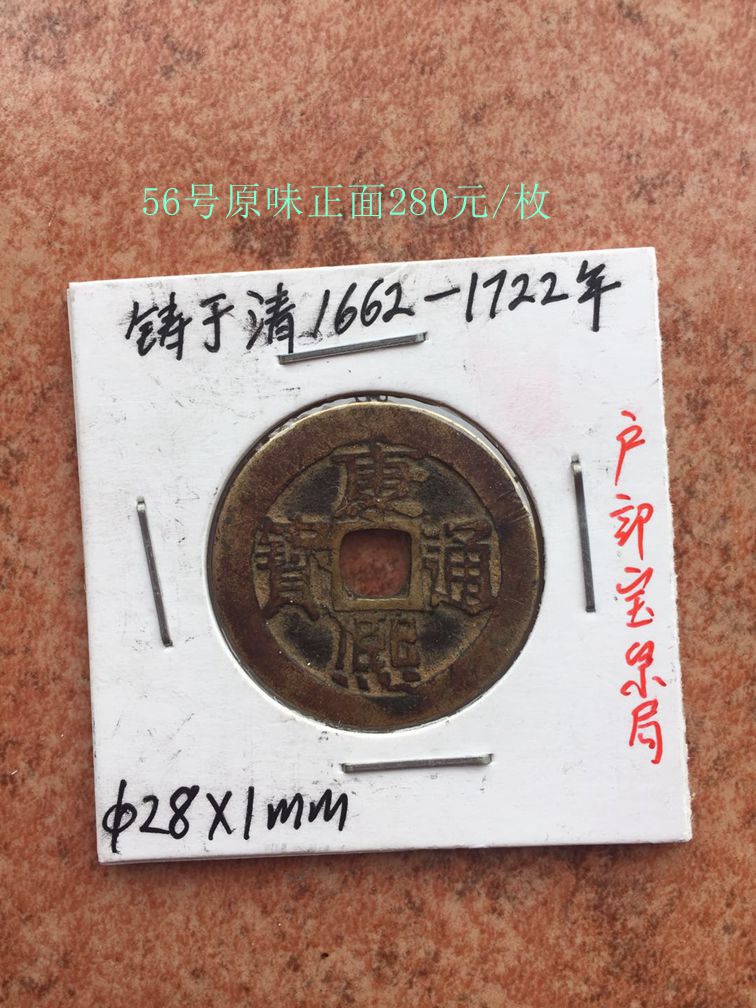 56号原味正面280元/枚
铸于清1662-1722年
康熙通寳
户部宝泉局
φ28X1mm